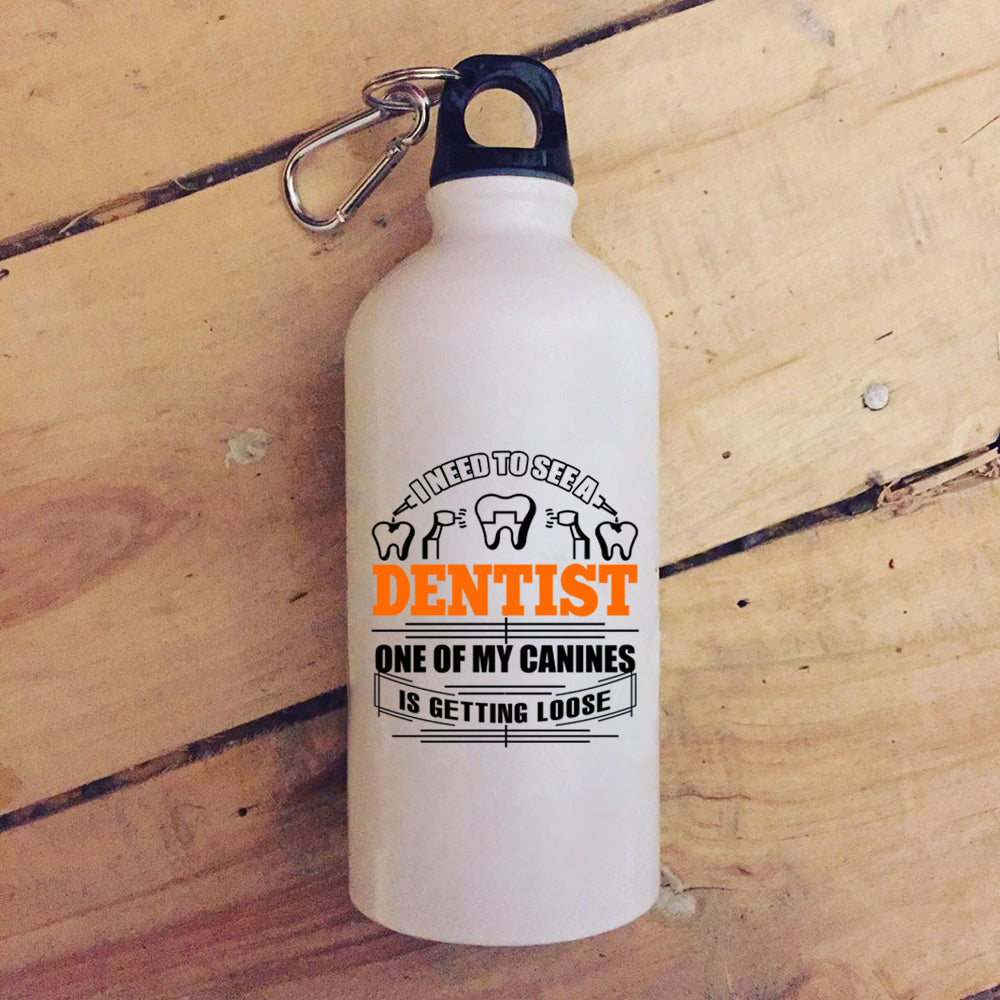 I NEED TO SEE A
DENTIST
ONE OF MY CANINES
IS GETTING LOOSE